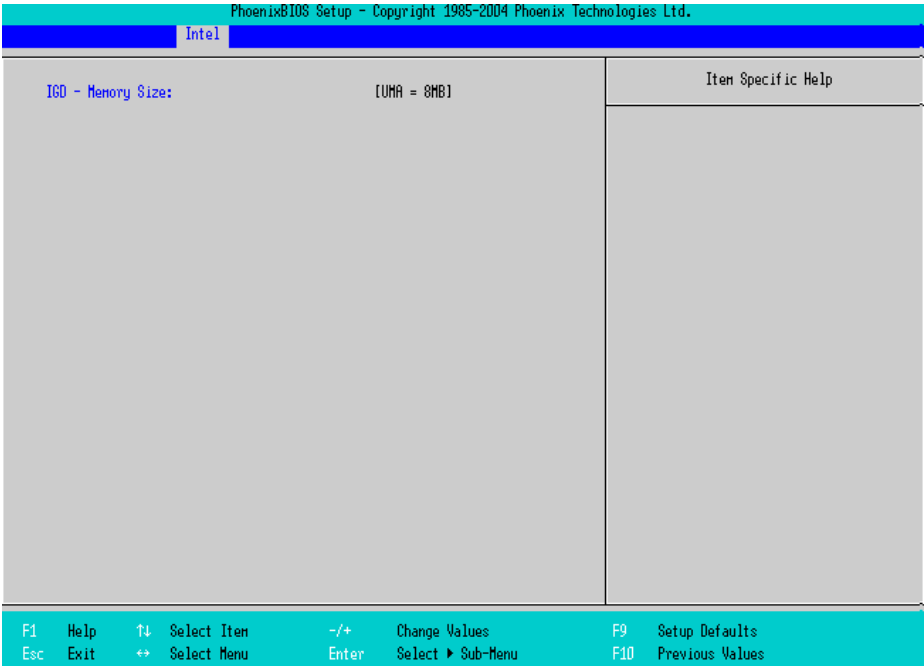 PhoenixBIOS Setup - Copyright 1985-2004 Phoenix Technologies Ltd.
Intel
IGD - Memory Size: [UMA = 8MB]
Item Specific Help
F1 Help ↑↓ Select Item -/+ Change Values F9 Setup Defaults
Esc Exit ↔ Select Menu Enter Select ▶ Sub-Menu F10 Previous Values